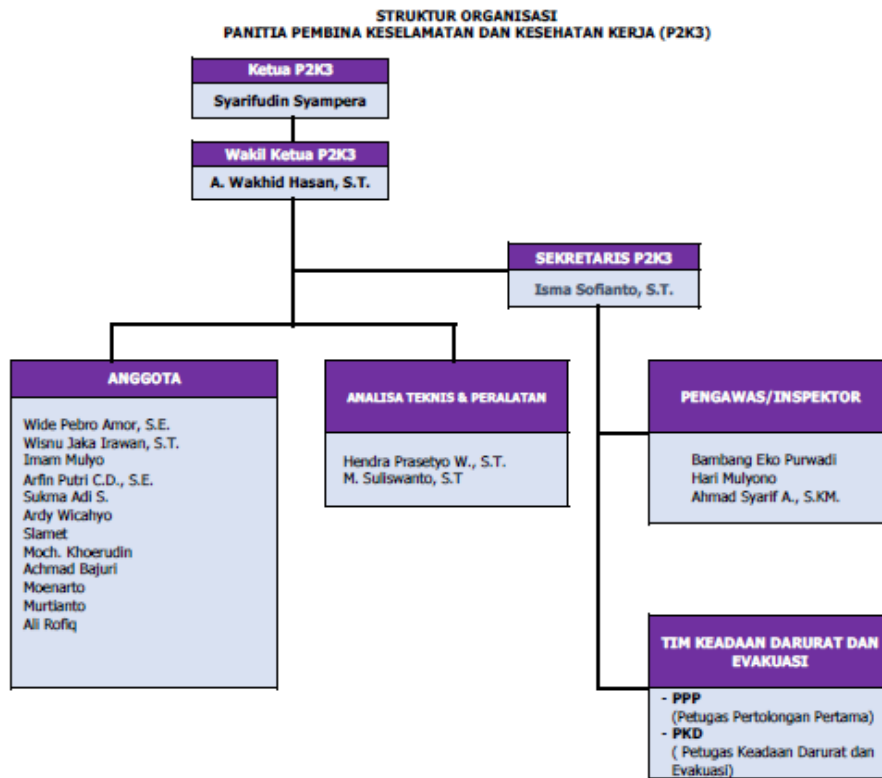 STRUKTUR ORGANISASI
PANITIA PEMBINA KESELAMATAN DAN KESEHATAN KERJA (P2K3)
Ketua P2K3
Syarifudin Syampera
Wakil Ketua P2K3
A. Wakhid Hasan, S.T.
SEKRETARIS P2K3
Isma Sofianto, S.T.
ANGGOTA
Wide Pebro Amor, S.E.
Wisnu Jaka Irawan, S.T.
Imam Mulyo
Arfin Putri C.D., S.E.
Sukma Adi S.
Ardy Wicahyo
Slamet
Moch. Khoerudin
Achmad Bajuri
Moenarto
Murtianto
Ali Rofiq
ANALISA TEKNIS & PERALATAN
Hendra Prasetyo W., S.T.
M. Suliswanto, S.T
PENGAWAS/INSPEKTOR
Bambang Eko Purwadi
Hari Mulyono
Ahmad Syarif A., S.KM.
TIM KEADAAN DARURAT DAN
EVAKUASI
- PPP
(Petugas Pertolongan Pertama)
- PKD
( Petugas Keadaan Darurat dan
Evakuasi)